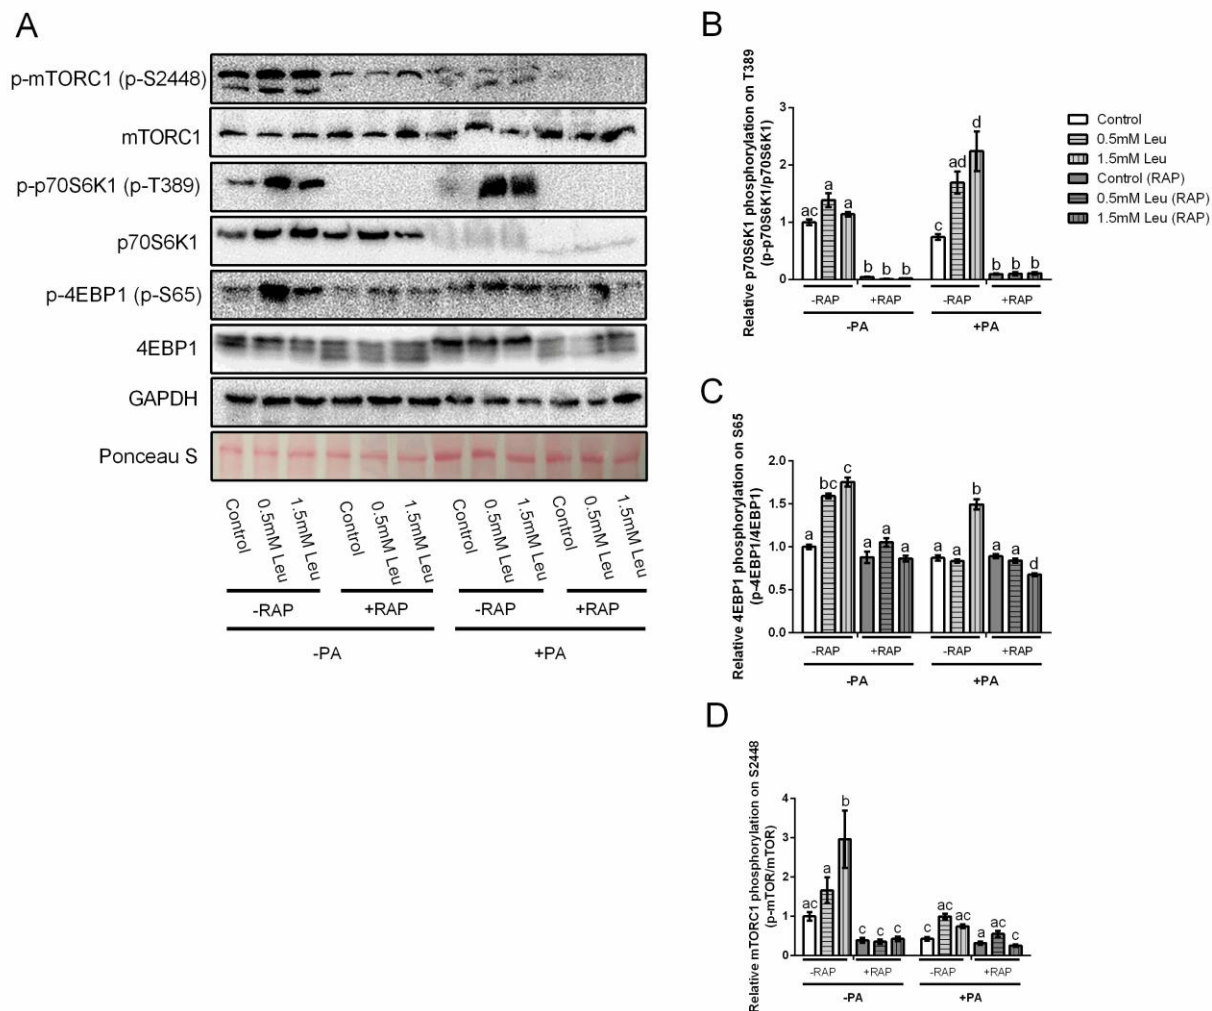 A
p-mTORC1 (p-S2448)
mTORC1
p-p70S6K1 (p-T389)
p70S6K1
p-4EBP1 (p-S65)
4EBP1
GAPDH
Ponceau S
Control
0.5mM Leu
1.5mM Leu
Control
0.5mM Leu
1.5mM Leu
Control
0.5mM Leu
1.5mM Leu
Control
0.5mM Leu
1.5mM Leu
-RAP +RAP -RAP +RAP
-PA +PA
B
Relative p70S6K1 phosphorylation on T389
(p-p70S6K1/p70S6K1)
3
2
1
0
ac a a b b b c ad d b b b
-RAP +RAP -RAP +RAP
-PA +PA
Control
0.5mM Leu
1.5mM Leu
Control (RAP)
0.5mM Leu (RAP)
1.5mM Leu (RAP)
C
Relative 4EBP1 phosphorylation on S65
(p-4EBP1/4EBP1)
2.0
1.5
1.0
0.5
0.0
a bc c a a a a a b a a d
-RAP +RAP -RAP +RAP
-PA +PA
D
Relative mTORC1 phosphorylation on S2448
(p-mTOR/mTOR)
4
3
2
1
0
ac a b c c c c ac ac a ac c
-RAP +RAP -RAP +RAP
-PA +PA